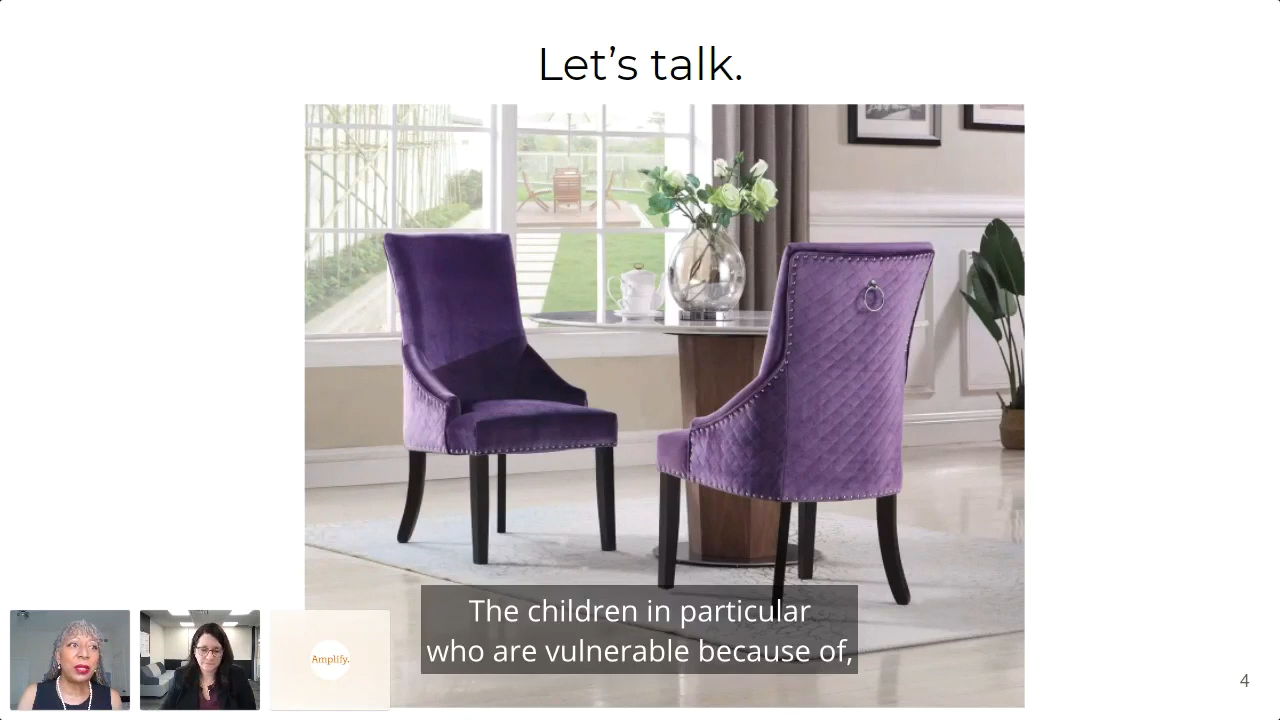 Let’s talk.
The children in particular
who are vulnerable because of,
Amplify.
4